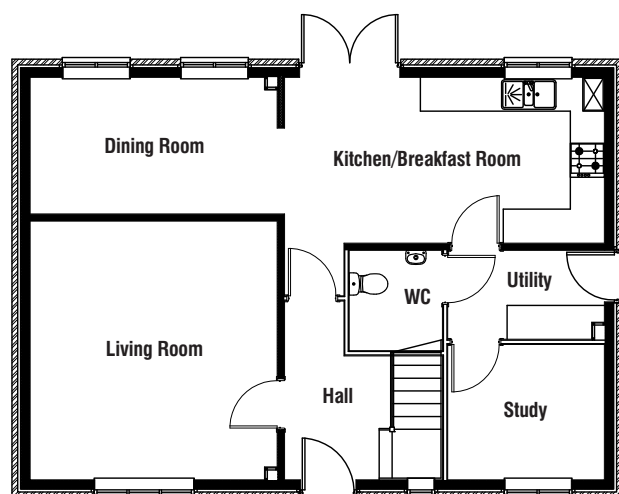 Dining Room
Kitchen/Breakfast Room
WC
Utility
Living Room
Hall
Study